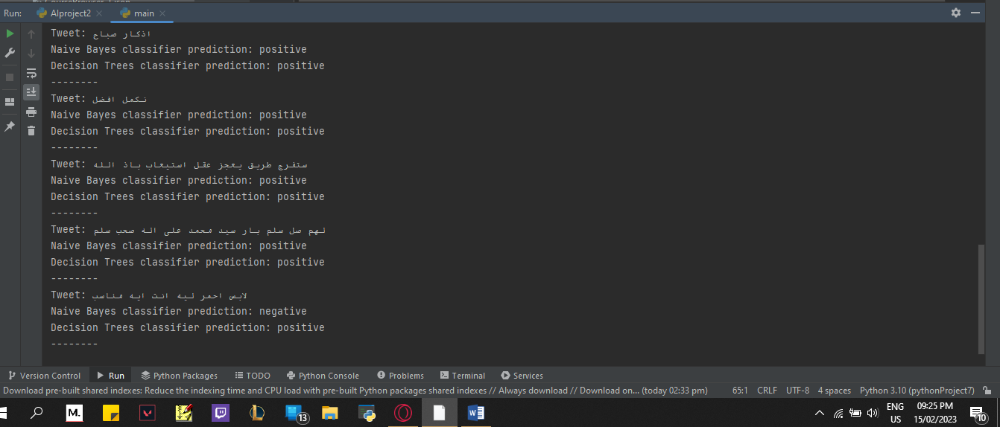 Run:
AIproject2
main
Tweet: اذكار صباح
Naive Bayes classifier prediction: positive
Decision Trees classifier prediction: positive
--------
Tweet: نكمل افضل
Naive Bayes classifier prediction: positive
Decision Trees classifier prediction: positive
--------
Tweet: ستفرج طريق يعجز عقل استيعاب باذ الله
Naive Bayes classifier prediction: positive
Decision Trees classifier prediction: positive
--------
Tweet: لهم صل سلم بار سيد محمد على اله صحب سلم
Naive Bayes classifier prediction: positive
Decision Trees classifier prediction: positive
--------
Tweet: لابس احمر لية انت اية مناسب
Naive Bayes classifier prediction: negative
Decision Trees classifier prediction: positive
--------
Version Control Run Python Packages TODO Python Console Problems Terminal Services
Download pre-built shared indexes: Reduce the indexing time and CPU load with pre-built Python packages shared indexes // Always download // Download on... (today 02:33 pm) 65:1 CRLF UTF-8 4 spaces Python 3.10 (pythonProject7)
M. 13 W ENG 09:25 PM
US 15/02/2023 10